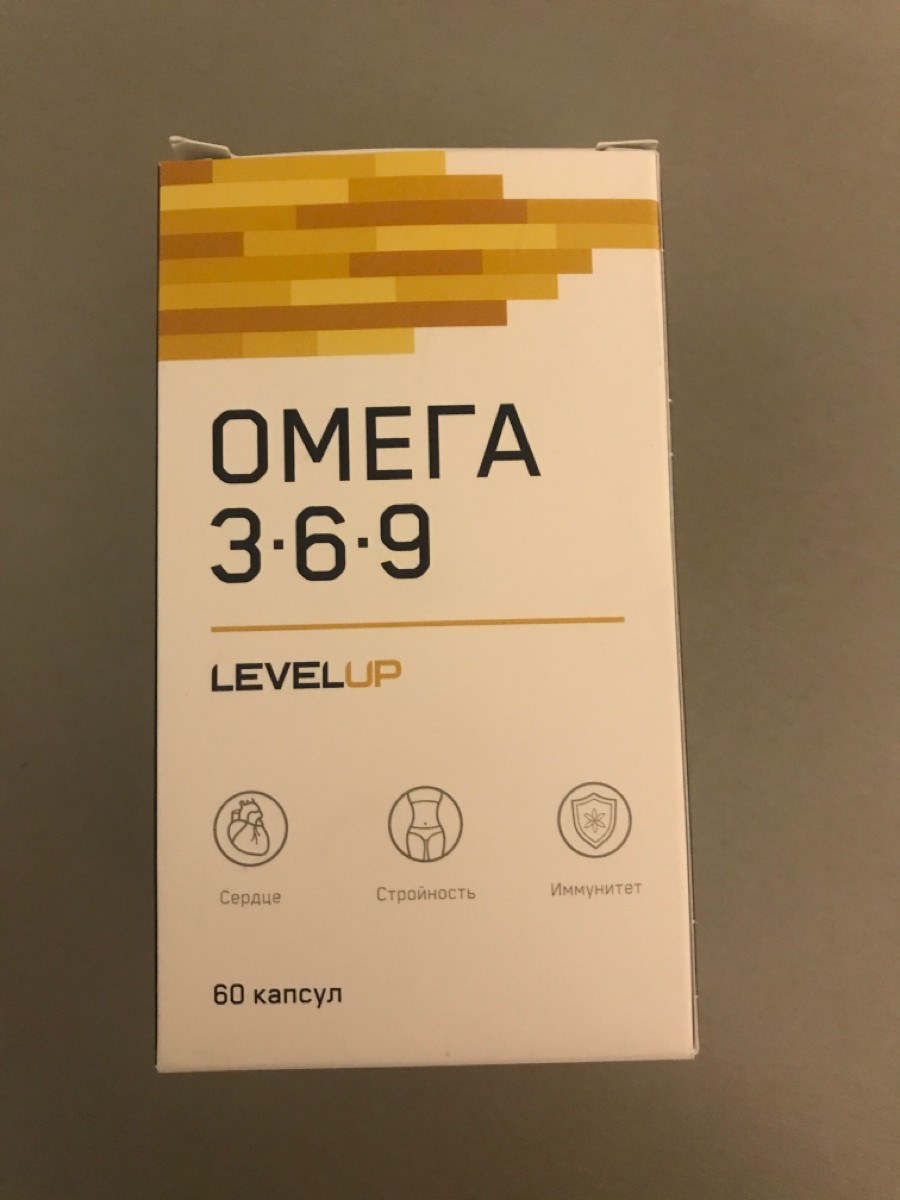 ОМЕГА
3·6·9
LEVELUP
Сердце
Стройность
Иммунитет
60 капсул